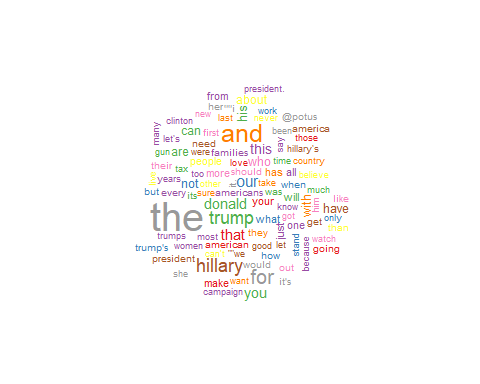 president.
from
about
her
his
work
new
last
never
@potus
clinton
many
can
first
and
been
america
let's
need
say
those
gun
are
were
families
this
hillary's
people
love
who
time
country
their
tax
too
more
should
has
all
believe
years
not
other
our
take
when
but
every
its
sure
americans
was
will
much
the
donald
your
know
with
him
like
trump
what
got
one
have
only
get
than
trumps
most
that
they
just
trump's
women
american
good
let
stand
because
watch
going
can't
we
how
president
hillary
would
out
she
for
make
want
it's
campaign
you